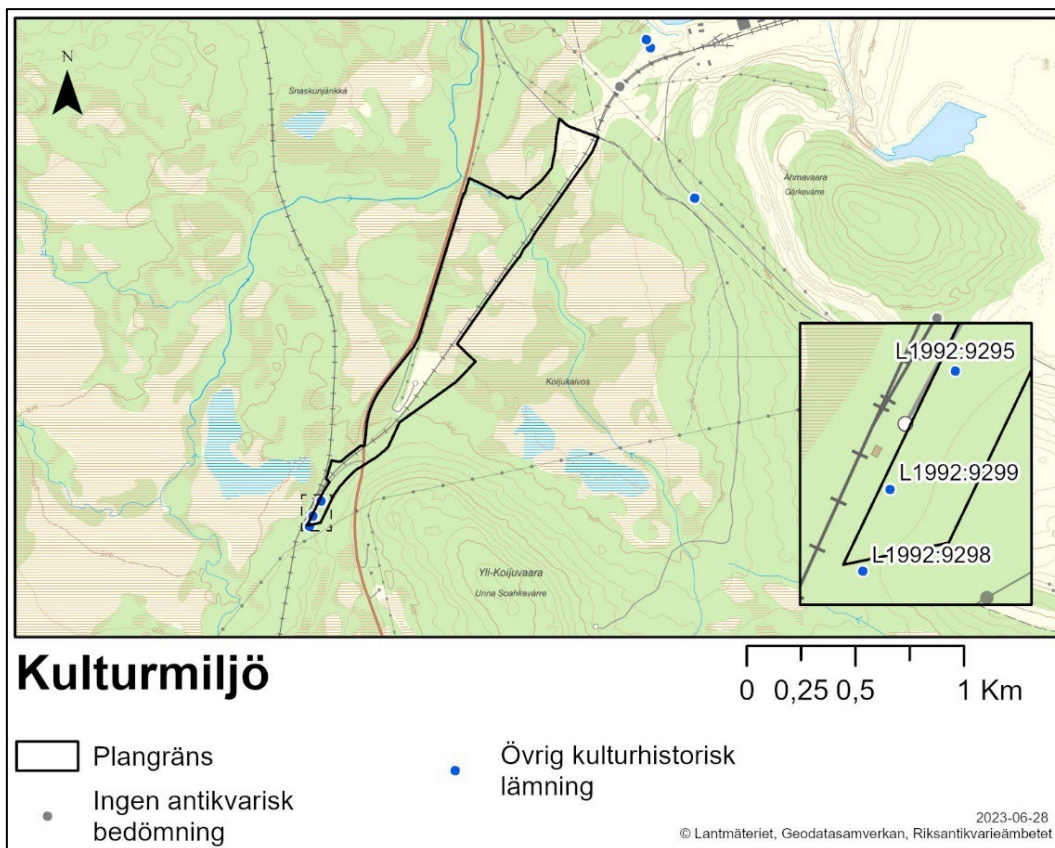 N
Snaskunjänkkä
Ahmavaara
Gárkevárre
Koijukaivos
Yli-Koijuvaara
Unna Soahkevárre
L1992:9295
L1992:9299
L1992:9298
Kulturmiljö
0 0,25 0,5 1 Km
Plangräns
Ingen antikvarisk
bedömning
Övrig kulturhistorisk
lämning
2023-06-28
© Lantmäteriet, Geodatasamverkan, Riksantikvarieämbetet